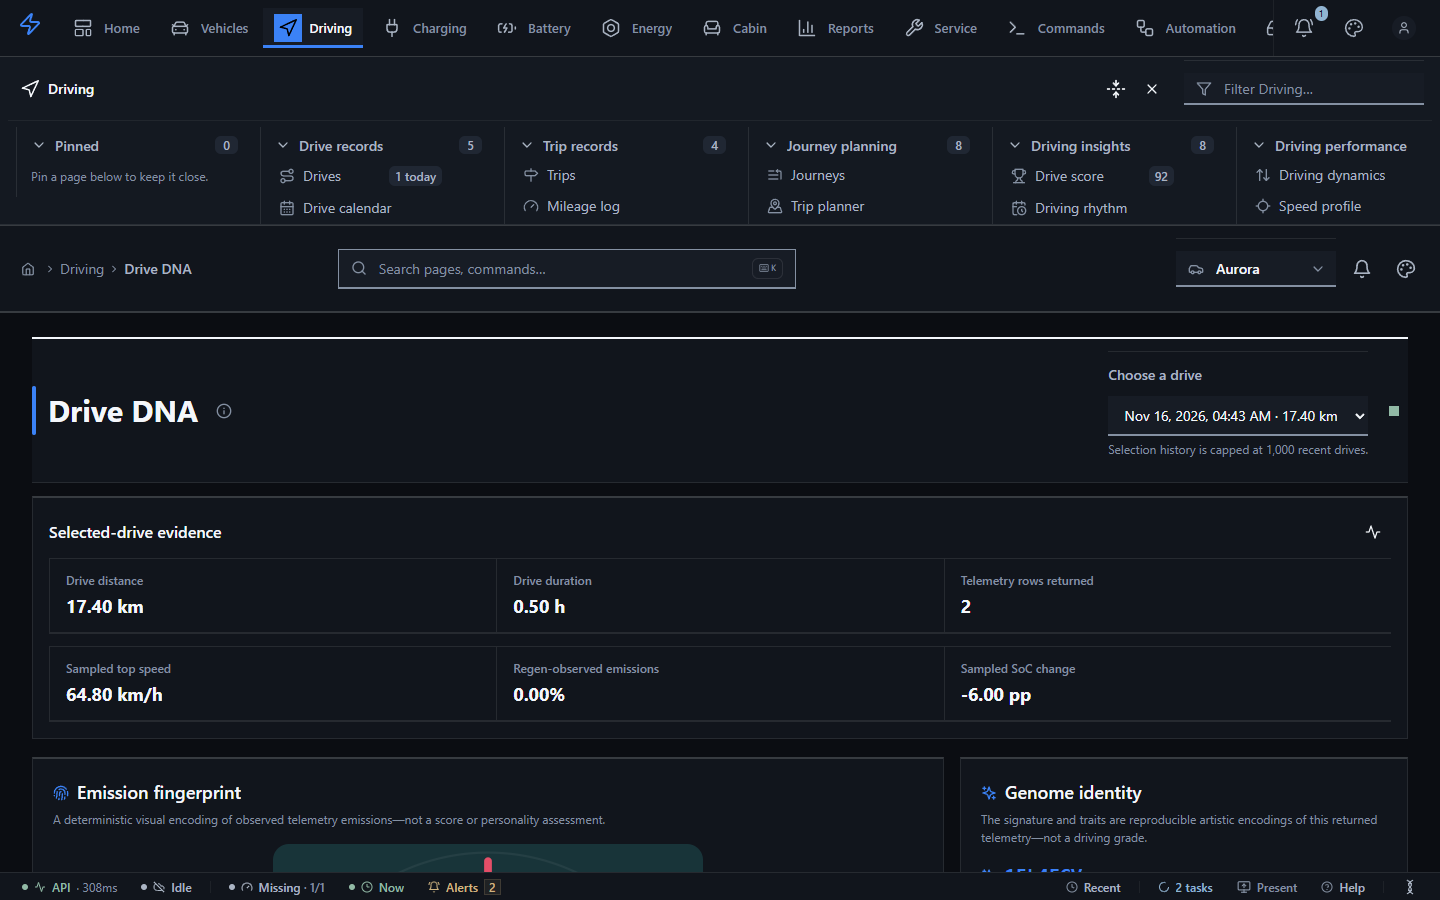 Home
Vehicles
Driving
Charging
Battery
Energy
Cabin
Reports
Service
Commands
Automation
1
Driving
Filter Driving...
Pinned 0
Pin a page below to keep it close.
Drive records 5
Drives 1 today
Drive calendar
Trip records 4
Trips
Mileage log
Journey planning 8
Journeys
Trip planner
Driving insights 8
Drive score 92
Driving rhythm
Driving performance
Driving dynamics
Speed profile
Driving
Drive DNA
Search pages, commands...
K
Aurora
Drive DNA
Choose a drive
Nov 16, 2026, 04:43 AM · 17.40 km
Selection history is capped at 1,000 recent drives.
Selected-drive evidence
Drive distance
17.40 km
Drive duration
0.50 h
Telemetry rows returned
2
Sampled top speed
64.80 km/h
Regen-observed emissions
0.00%
Sampled SoC change
-6.00 pp
Emission fingerprint
A deterministic visual encoding of observed telemetry emissions—not a score or personality assessment.
Genome identity
The signature and traits are reproducible artistic encodings of this returned
telemetry—not a driving grade.
API · 308ms
Idle
Missing · 1/1
Now
Alerts 2
Recent
2 tasks
Present
Help